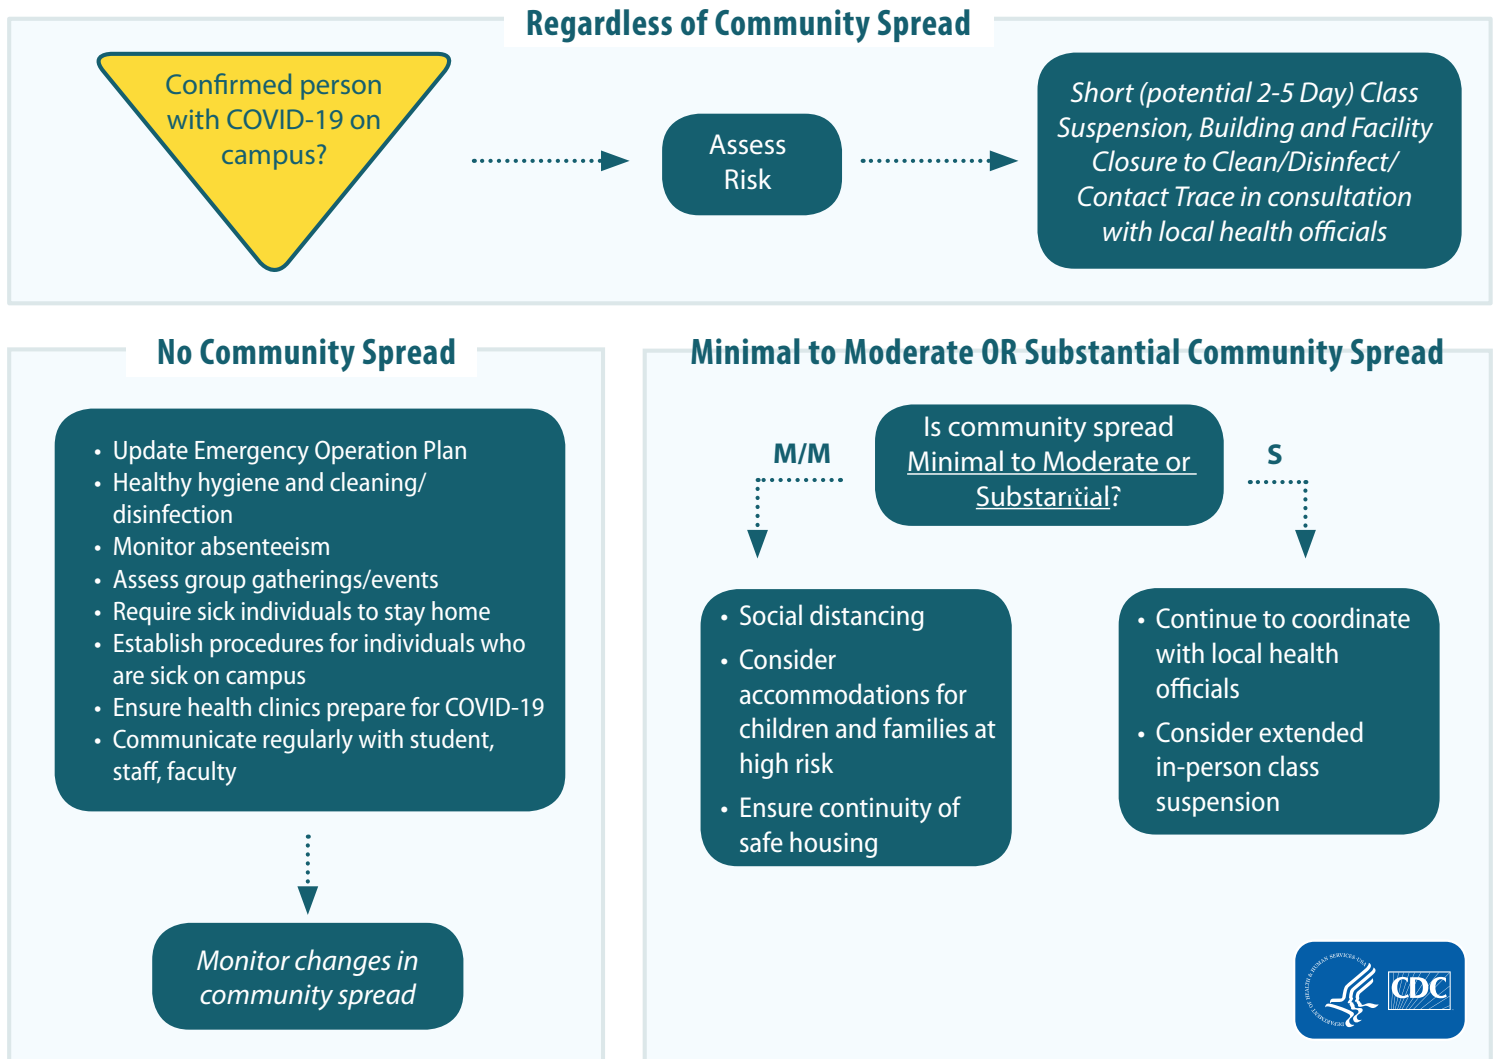 Regardless of Community Spread
Confirmed person
with COVID-19 on
campus?
Assess
Risk
Short (potential 2-5 Day) Class
Suspension, Building and Facility
Closure to Clean/Disinfect/
Contact Trace in consultation
with local health officials
No Community Spread
• Update Emergency Operation Plan
• Healthy hygiene and cleaning/
disinfection
• Monitor absenteeism
• Assess group gatherings/events
• Require sick individuals to stay home
• Establish procedures for individuals who
are sick on campus
• Ensure health clinics prepare for COVID-19
• Communicate regularly with student,
staff, faculty
Monitor changes in
community spread
Minimal to Moderate OR Substantial Community Spread
Is community spread
Minimal to Moderate or
Substantial?
M/M
S
• Social distancing
• Consider
accommodations for
children and families at
high risk
• Ensure continuity of
safe housing
• Continue to coordinate
with local health
officials
• Consider extended
in-person class
suspension
DEPARTMENT OF HEALTH & HUMAN SERVICES·USA
CDC